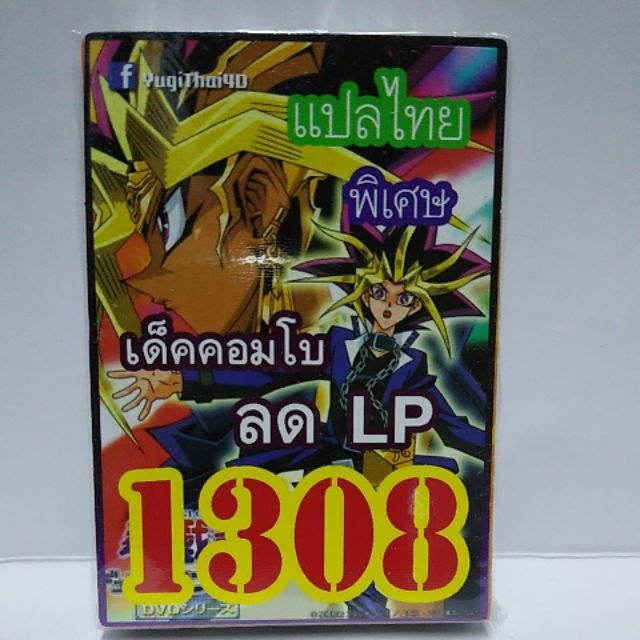 f YugiThai4D
แปลไทย
พิเศษ
เด็คคอมโบ
ลด LP
1308
DVDシリーズ